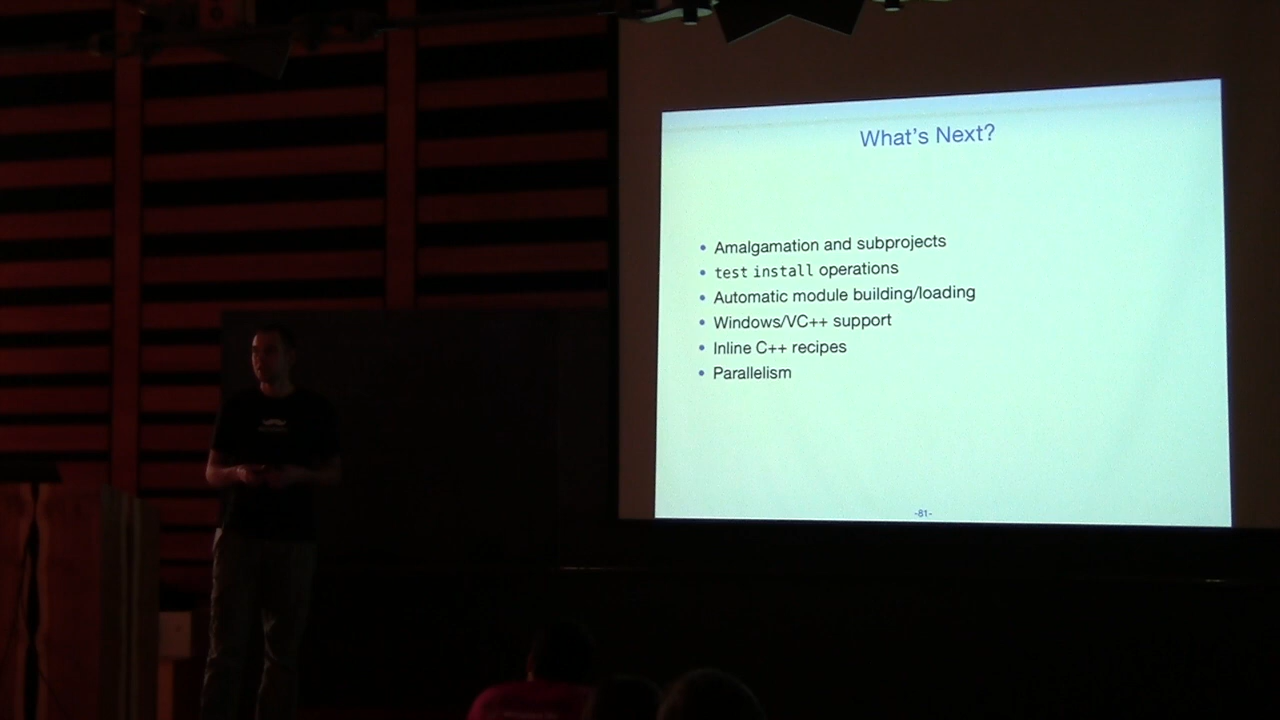 What's Next?
• Amalgamation and subprojects
• test install operations
• Automatic module building/loading
• Windows/VC++ support
• Inline C++ recipes
• Parallelism
-81-